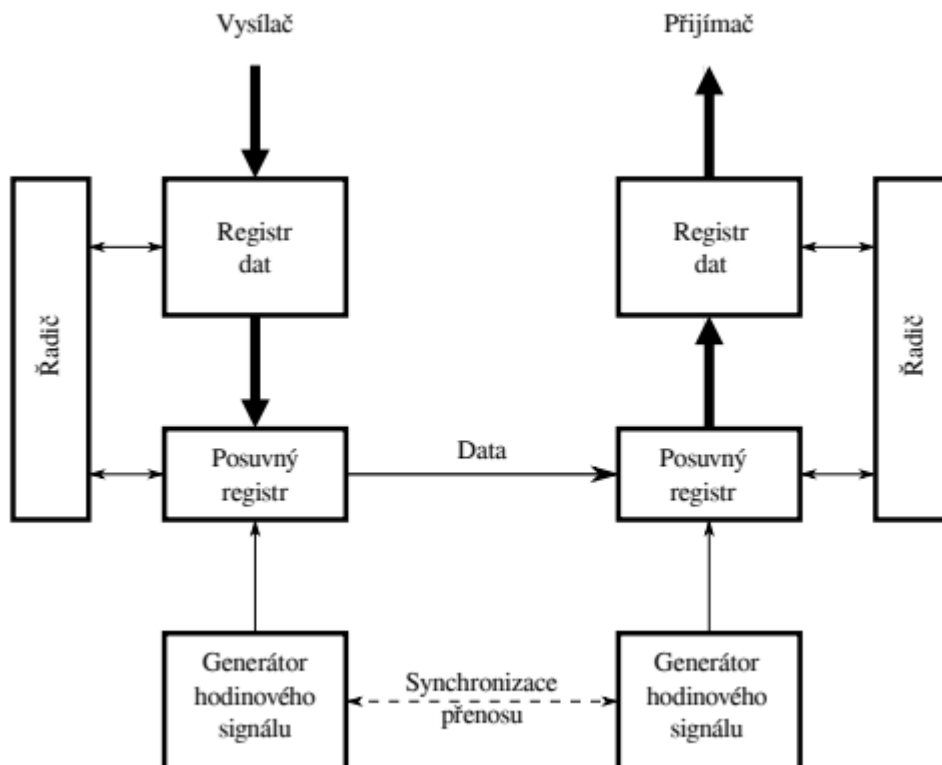 Vysílač
Přijímač
Registr
dat
Registr
dat
Řadič
Řadič
Posuvný
registr
Data
Posuvný
registr
Generátor
hodinového
signálu
Synchronizace
přenosu
Generátor
hodinového
signálu